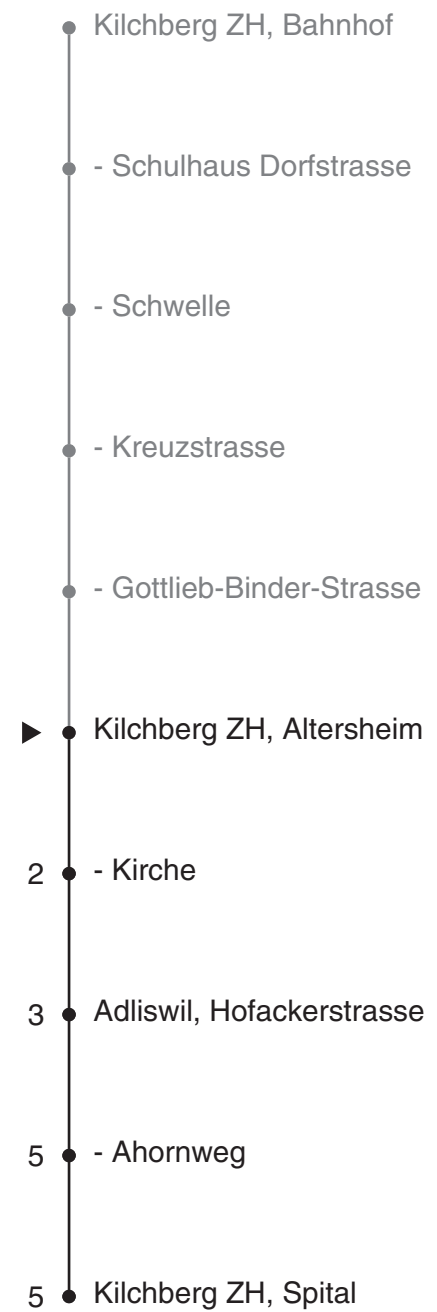 Kilchberg ZH, Bahnhof
- Schulhaus Dorfstrasse
- Schwelle
- Kreuzstrasse
- Gottlieb-Binder-Strasse
Kilchberg ZH, Altersheim
2 - Kirche
3 Adliswil, Hofackerstrasse
5 - Ahornweg
5 Kilchberg ZH, Spital